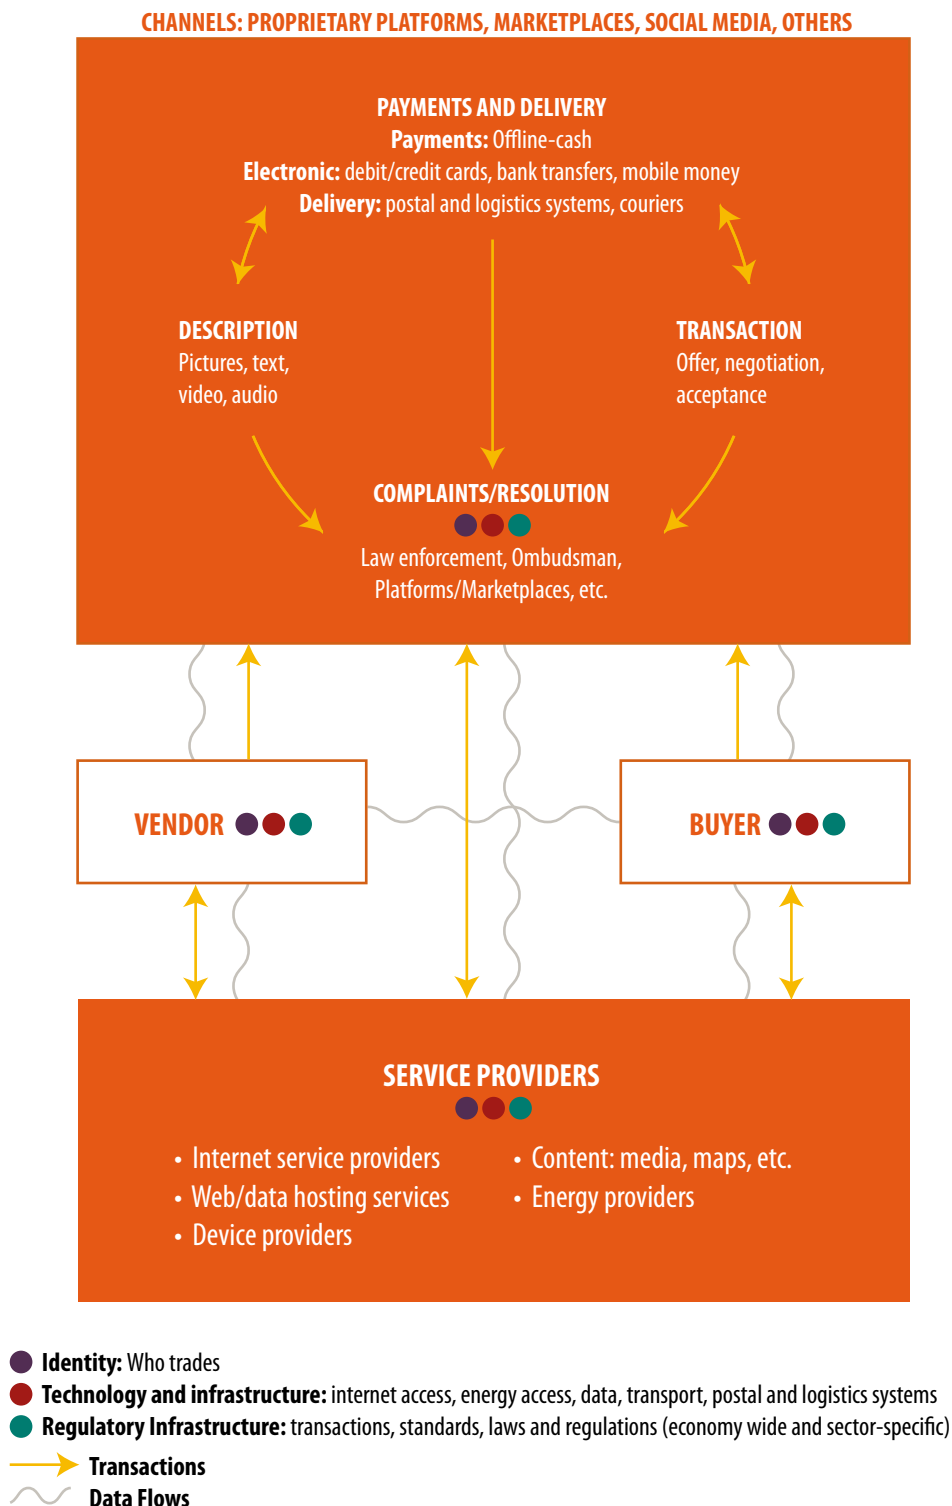 CHANNELS: PROPRIETARY PLATFORMS, MARKETPLACES, SOCIAL MEDIA, OTHERS
PAYMENTS AND DELIVERY
Payments: Offline-cash
Electronic: debit/credit cards, bank transfers, mobile money
Delivery: postal and logistics systems, couriers
DESCRIPTION
Pictures, text,
video, audio
TRANSACTION
Offer, negotiation,
acceptance
COMPLAINTS/RESOLUTION
Law enforcement, Ombudsman,
Platforms/Marketplaces, etc.
VENDOR
BUYER
SERVICE PROVIDERS
• Internet service providers
• Web/data hosting services
• Device providers
• Content: media, maps, etc.
• Energy providers
Identity: Who trades
Technology and infrastructure: internet access, energy access, data, transport, postal and logistics systems
Regulatory Infrastructure: transactions, standards, laws and regulations (economy wide and sector-specific)
Transactions
Data Flows